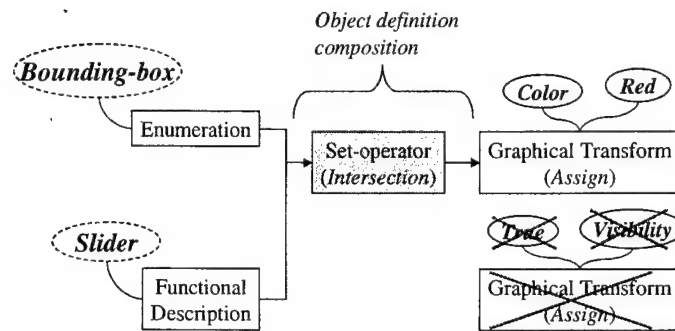 Object definition
composition
Bounding-box
Enumeration
Set-operator
(Intersection)
Color
Red
Graphical Transform
(Assign)
Slider
Functional
Description
True
Visibility
Graphical Transform
(Assign)